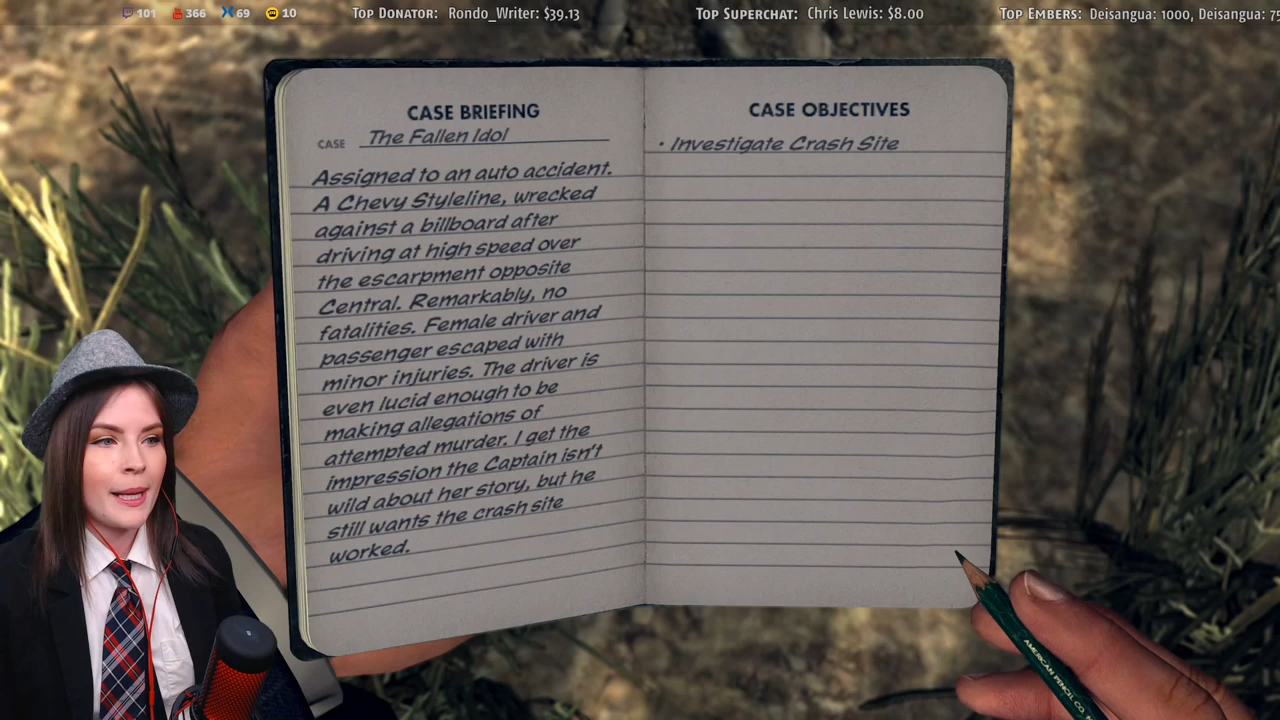 101 366 69 10 Top Donator: Rondo_Writer: $39.13 Top Superchat: Chris Lewis: $8.00 Top Embers: Deisangua: 1000, Deisangua:
CASE BRIEFING
CASE The Fallen Idol
Assigned to an auto accident.
A Chevy Styleline, wrecked
against a billboard after
driving at high speed over
the escarpment opposite
Central. Remarkably, no
fatalities. Female driver and
passenger escaped with
minor injuries. The driver is
even lucid enough to be
making allegations of
attempted murder. I get the
impression the Captain isn't
wild about her story, but he
still wants the crash site
worked.
CASE OBJECTIVES
• Investigate Crash Site
AMERICAN PENCIL CO.